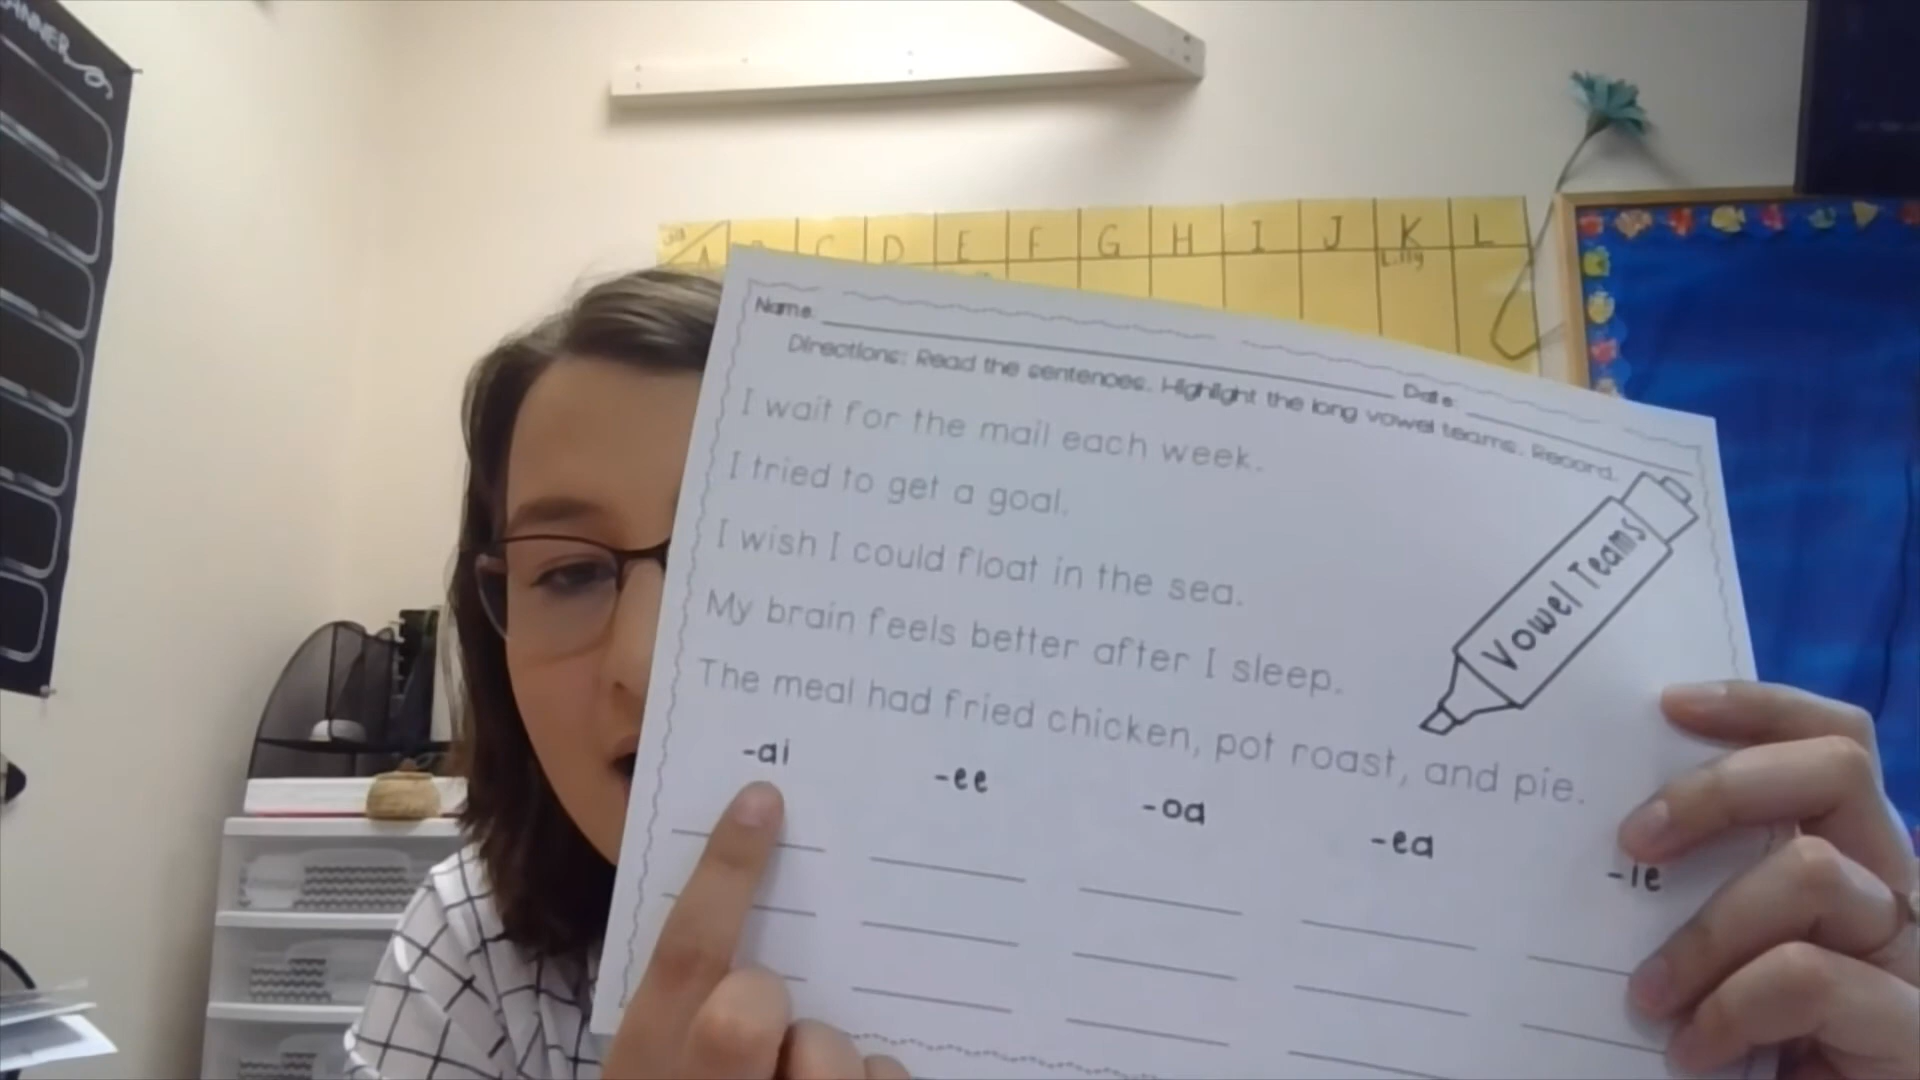 A C D E F G H I J K L
Lilly
Name: Date:
Directions: Read the sentences. Highlight the long vowel teams. Record.
I wait for the mail each week.
I tried to get a goal.
I wish I could float in the sea.
My brain feels better after I sleep.
The meal had fried chicken, pot roast, and pie.
Vowel Teams
-ai -ee -oa -ea -ie